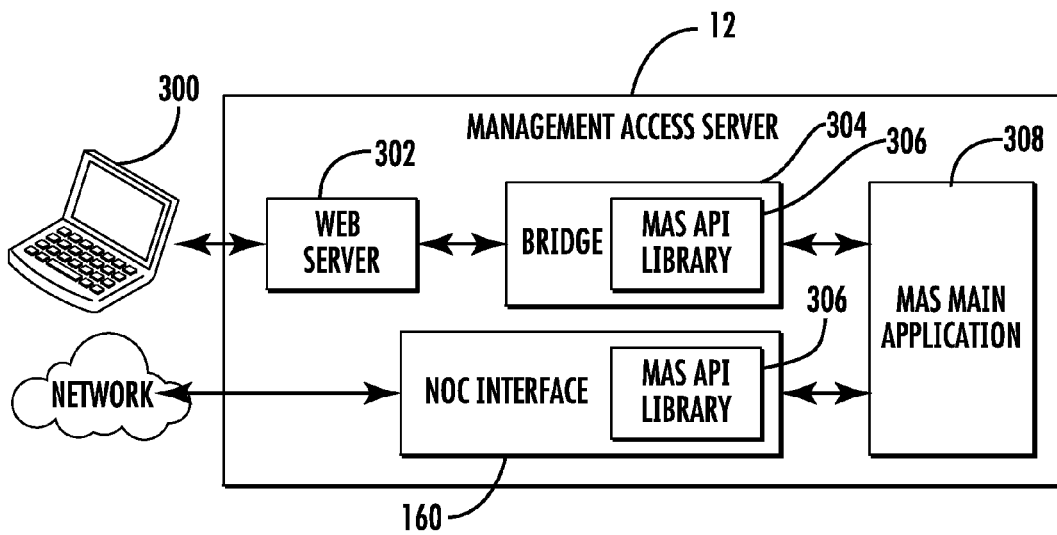 12
300
MANAGEMENT ACCESS SERVER
304
306
308
302
WEB
SERVER
BRIDGE
MAS API
LIBRARY
MAS MAIN
APPLICATION
306
NETWORK
NOC INTERFACE
MAS API
LIBRARY
160